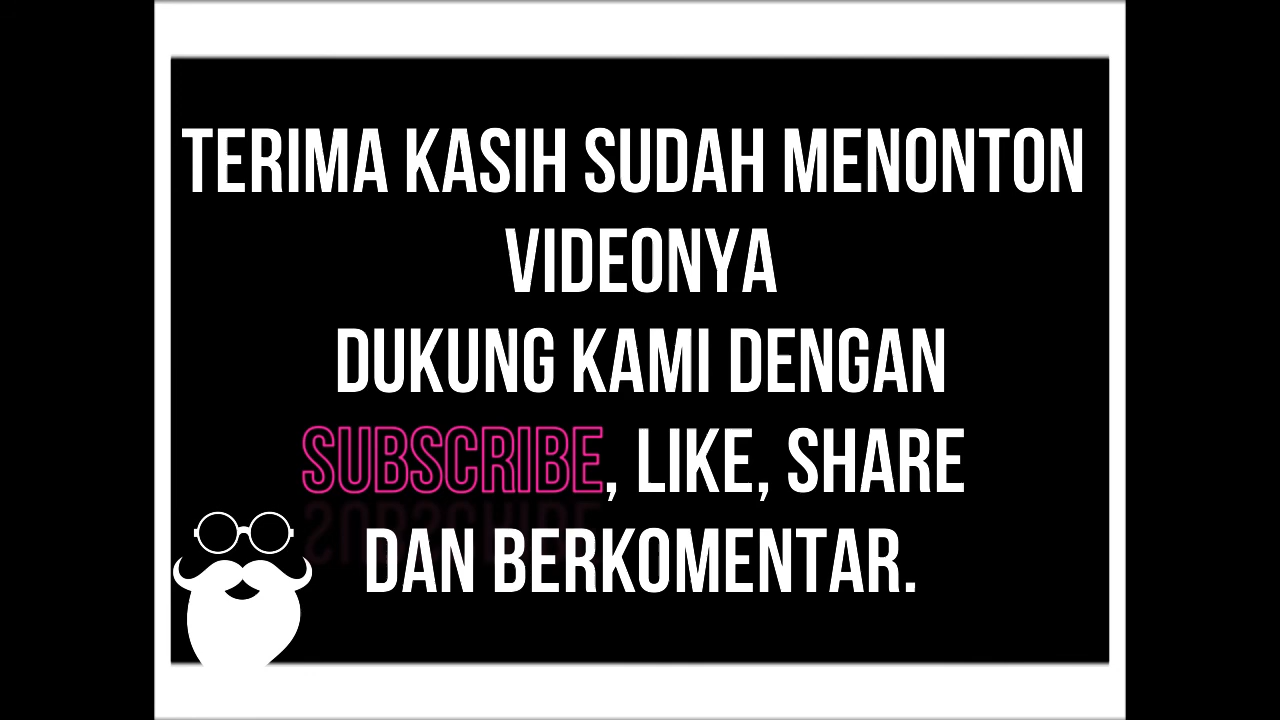 TERIMA KASIH SUDAH MENONTON
VIDEONYA
DUKUNG KAMI DENGAN
SUBSCRIBE, LIKE, SHARE
DAN BERKOMENTAR.